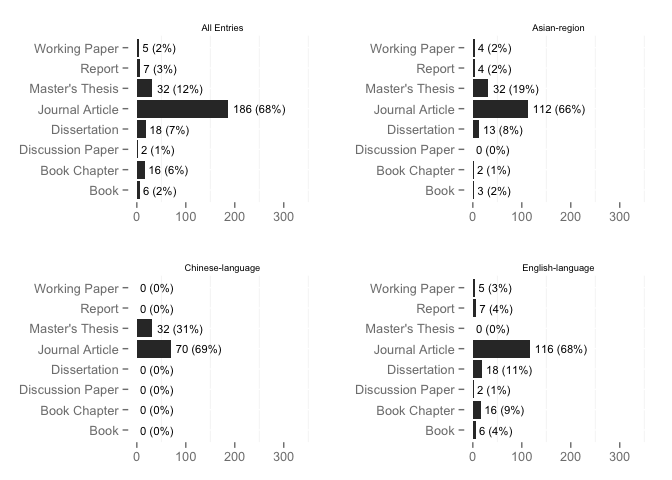 All Entries
Working Paper 5 (2%)
Report 7 (3%)
Master's Thesis 32 (12%)
Journal Article 186 (68%)
Dissertation 18 (7%)
Discussion Paper 2 (1%)
Book Chapter 16 (6%)
Book 6 (2%)
0 100 200 300
Asian-region
Working Paper 4 (2%)
Report 4 (2%)
Master's Thesis 32 (19%)
Journal Article 112 (66%)
Dissertation 13 (8%)
Discussion Paper 0 (0%)
Book Chapter 2 (1%)
Book 3 (2%)
0 100 200 300
Chinese-language
Working Paper 0 (0%)
Report 0 (0%)
Master's Thesis 32 (31%)
Journal Article 70 (69%)
Dissertation 0 (0%)
Discussion Paper 0 (0%)
Book Chapter 0 (0%)
Book 0 (0%)
0 100 200 300
English-language
Working Paper 5 (3%)
Report 7 (4%)
Master's Thesis 0 (0%)
Journal Article 116 (68%)
Dissertation 18 (11%)
Discussion Paper 2 (1%)
Book Chapter 16 (9%)
Book 6 (4%)
0 100 200 300